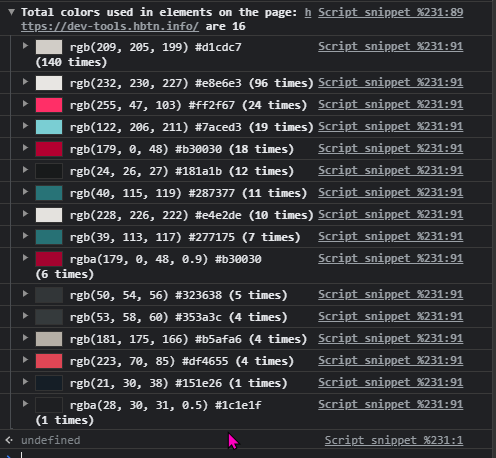 Total colors used in elements on the page: h Script snippet %231:89
ttps://dev-tools.hbtn.info/ are 16
rgb(209, 205, 199) #d1cdc7 Script snippet %231:91
(140 times)
rgb(232, 230, 227) #e8e6e3 (96 times) Script snippet %231:91
rgb(255, 47, 103) #ff2f67 (24 times) Script snippet %231:91
rgb(122, 206, 211) #7aced3 (19 times) Script snippet %231:91
rgb(179, 0, 48) #b30030 (18 times) Script snippet %231:91
rgb(24, 26, 27) #181a1b (12 times) Script snippet %231:91
rgb(40, 115, 119) #287377 (11 times) Script snippet %231:91
rgb(228, 226, 222) #e4e2de (10 times) Script snippet %231:91
rgb(39, 113, 117) #277175 (7 times) Script snippet %231:91
rgba(179, 0, 48, 0.9) #b30030 Script snippet %231:91
(6 times)
rgb(50, 54, 56) #323638 (5 times) Script snippet %231:91
rgb(53, 58, 60) #353a3c (4 times) Script snippet %231:91
rgb(181, 175, 166) #b5afa6 (4 times) Script snippet %231:91
rgb(223, 70, 85) #df4655 (4 times) Script snippet %231:91
rgb(21, 30, 38) #151e26 (1 times) Script snippet %231:91
rgba(28, 30, 31, 0.5) #1c1e1f Script snippet %231:91
(1 times)
undefined Script snippet %231:1